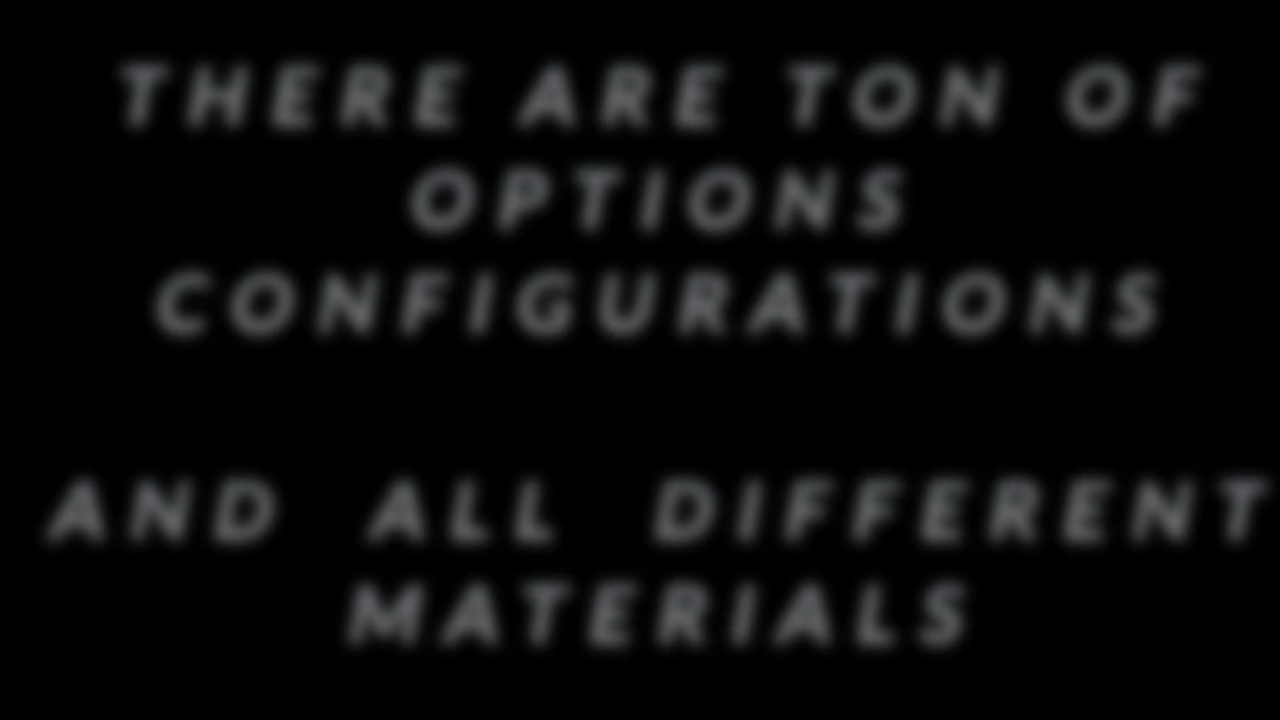 THERE ARE TON OF
OPTIONS
CONFIGURATIONS
AND ALL DIFFERENT
MATERIALS